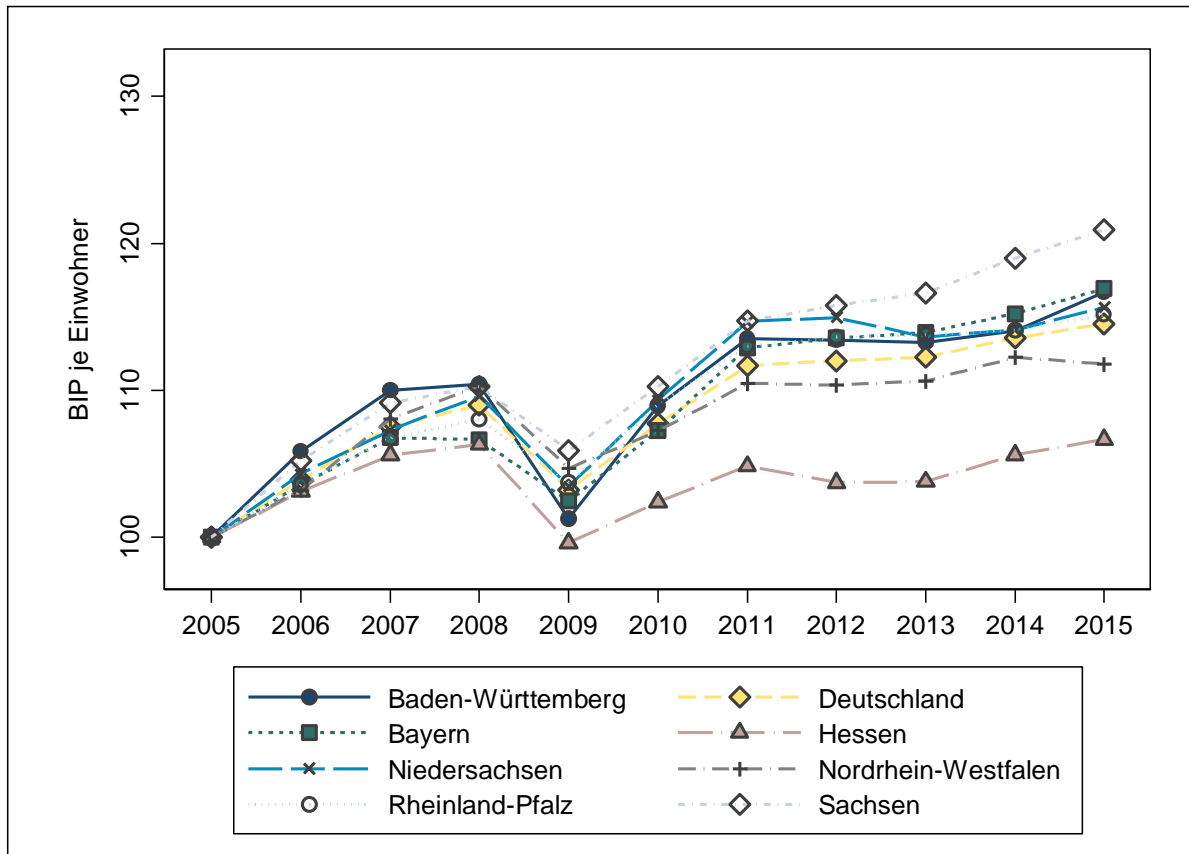 130
120
110
100
BIP je Einwohner
2005 2006 2007 2008 2009 2010 2011 2012 2013 2014 2015
Baden-Württemberg Deutschland
Bayern Hessen
Niedersachsen Nordrhein-Westfalen
Rheinland-Pfalz Sachsen